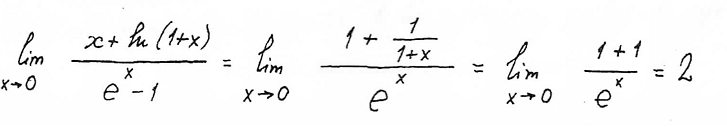 lim x→0 (x + ln(1+x))/(e^x - 1) = lim x→0 (1 + 1/(1+x))/e^x = lim x→0 (1+1)/e^x = 2